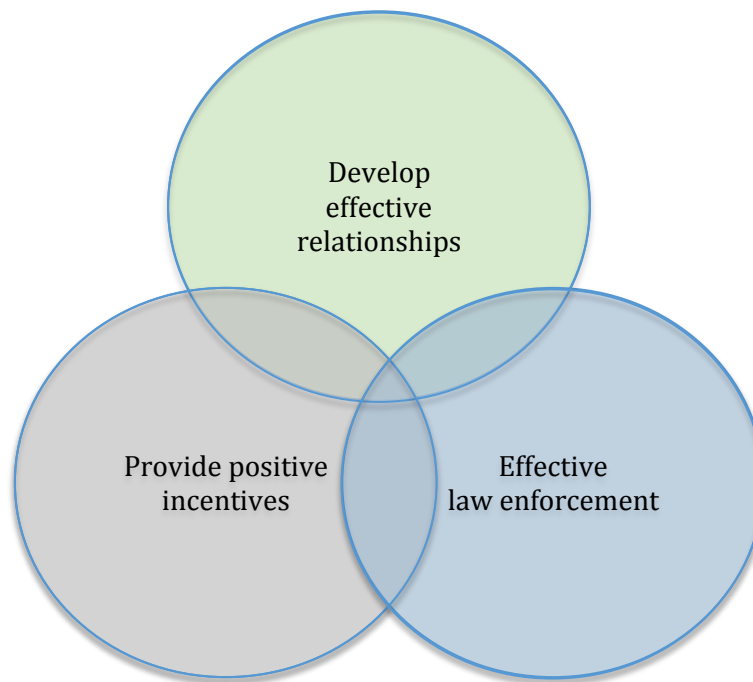 Develop
effective
relationships
Provide positive
incentives
Effective
law enforcement